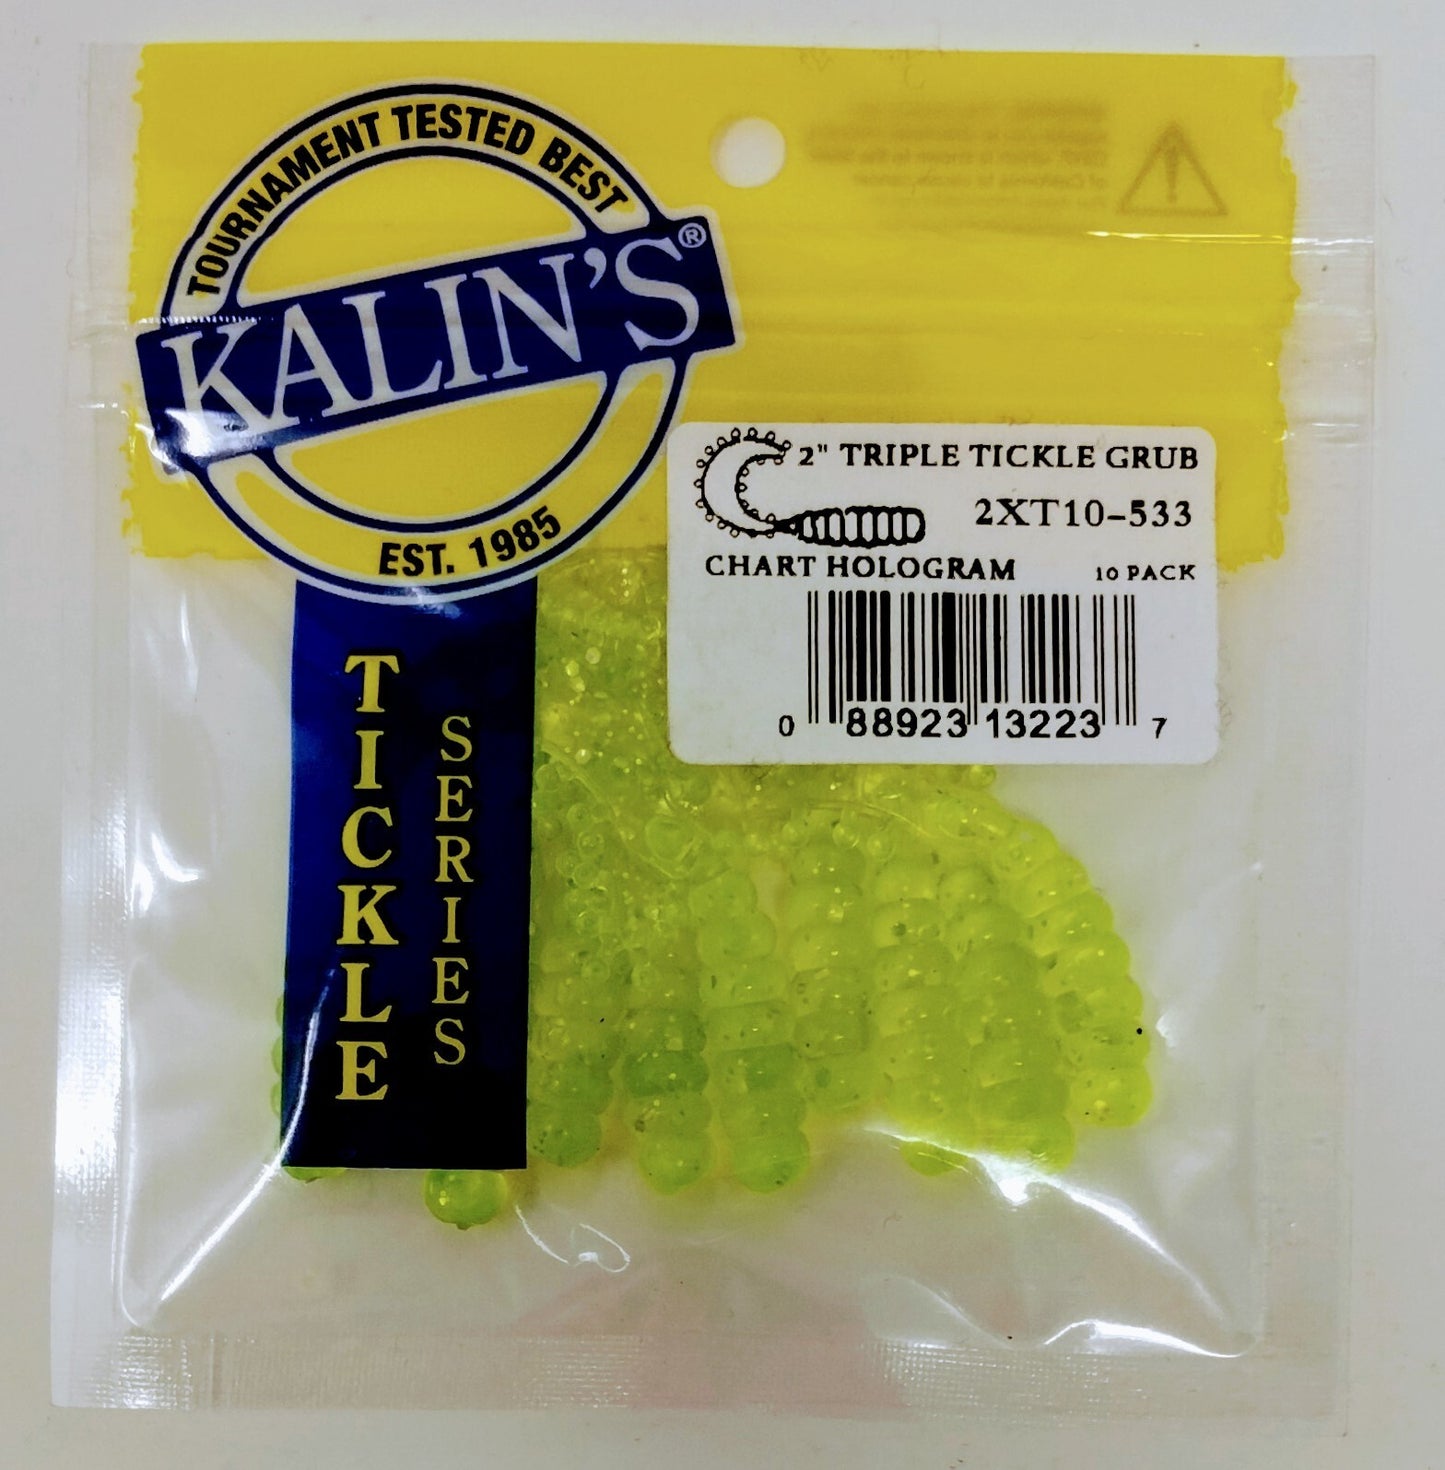 TOURNAMENT TESTED BEST
KALIN'S®
EST. 1985
TICKLE
SERIES
2" TRIPLE TICKLE GRUB
2XT10-533
CHART HOLOGRAM 10 PACK
0 88923 13223 7